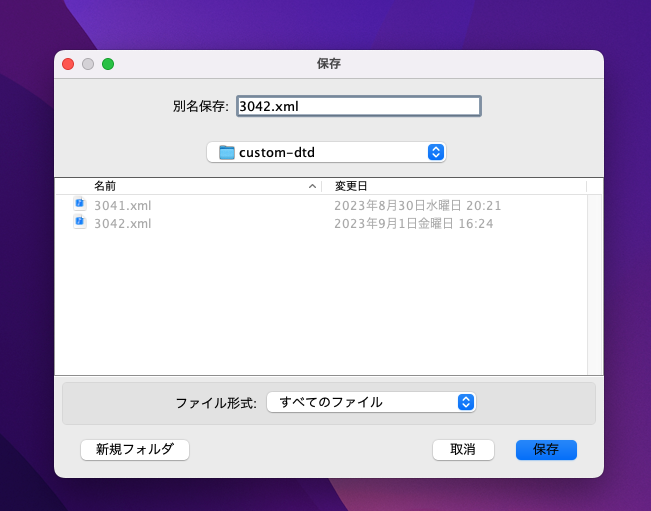 保存
別名保存: 3042.xml
custom-dtd
名前 変更日
3041.xml 2023年8月30日水曜日 20:21
3042.xml 2023年9月1日金曜日 16:24
ファイル形式: すべてのファイル
新規フォルダ 取消 保存